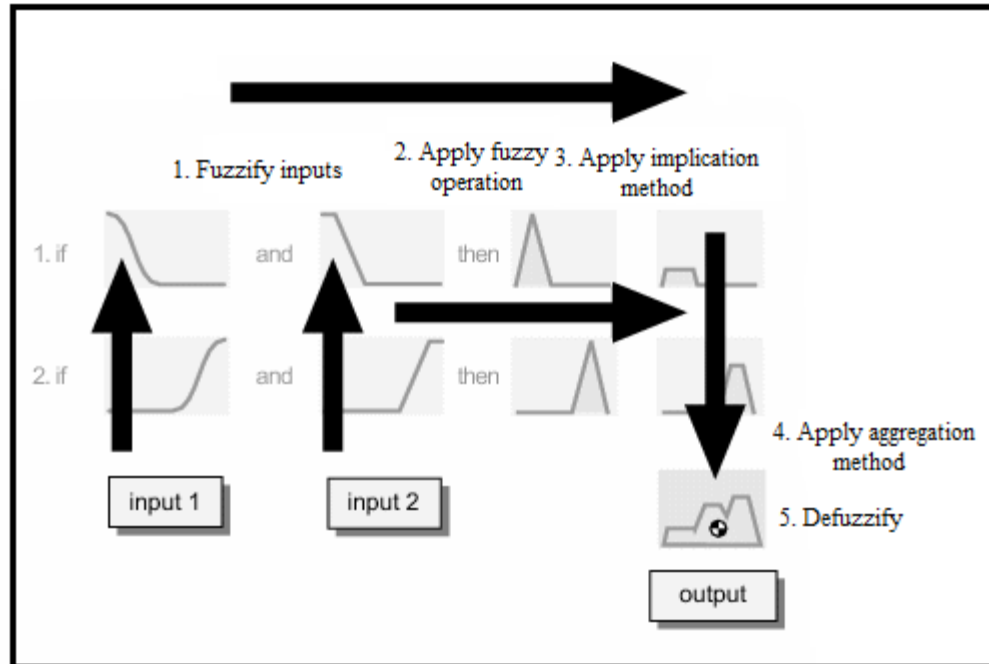 1. Fuzzify inputs
2. Apply fuzzy
operation
3. Apply implication
method
1. if
and
then
2. if
and
then
4. Apply aggregation
method
input 1
input 2
5. Defuzzify
output